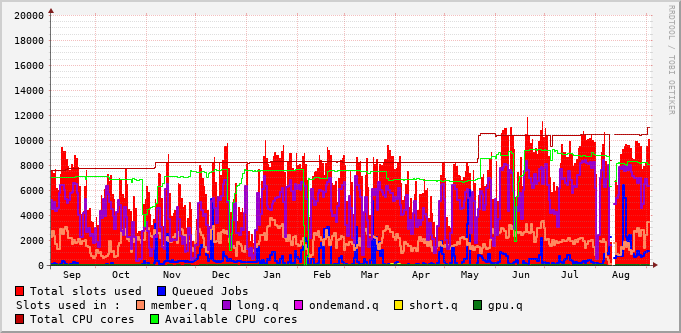 RRDTOOL / TOBI OETIKER
20000
18000
16000
14000
12000
10000
8000
6000
4000
2000
0
Sep Oct Nov Dec Jan Feb Mar Apr May Jun Jul Aug
Total slots used Queued Jobs
Slots used in : member.q long.q ondemand.q short.q gpu.q
Total CPU cores Available CPU cores